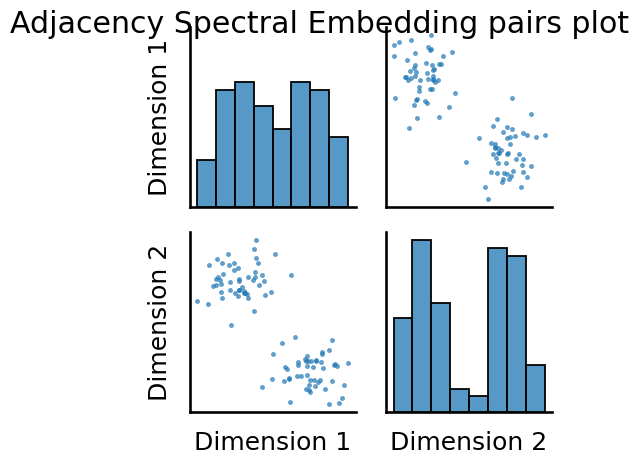 Adjacency Spectral Embedding pairs plot
Dimension 1
Dimension 2
Dimension 1
Dimension 2